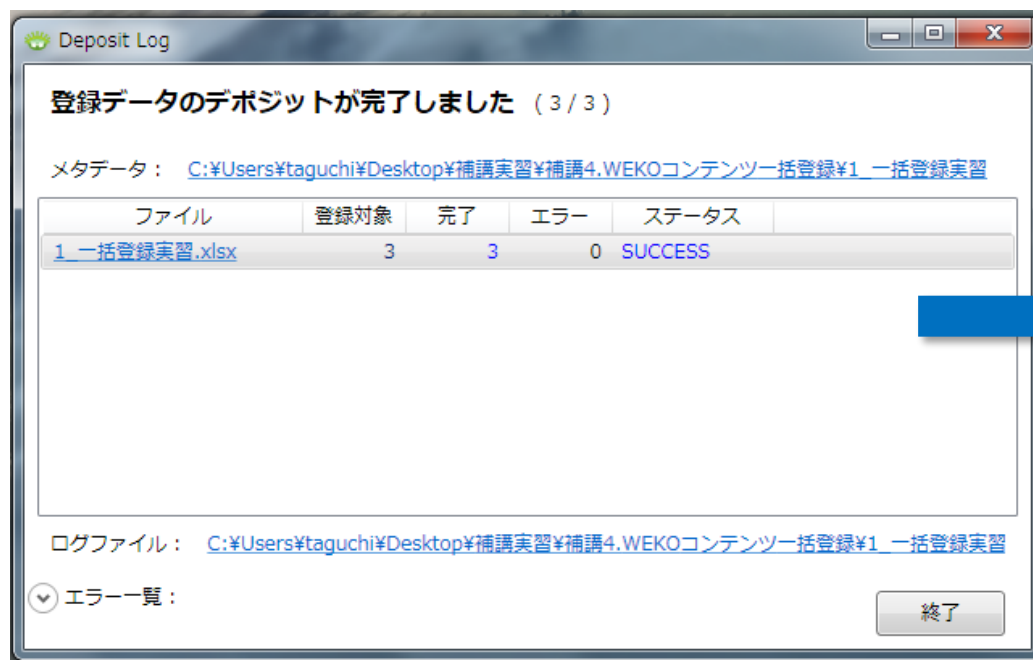 Deposit Log
登録データのデポジットが完了しました (3/3)
メタデータ： C:¥Users¥taguchi¥Desktop¥補講実習¥補講4.WEKOコンテンツ一括登録¥1_一括登録実習
ファイル 登録対象 完了 エラー ステータス
1_一括登録実習.xlsx 3 3 0 SUCCESS
ログファイル： C:¥Users¥taguchi¥Desktop¥補講実習¥補講4.WEKOコンテンツ一括登録¥1_一括登録実習
エラー一覧：
終了